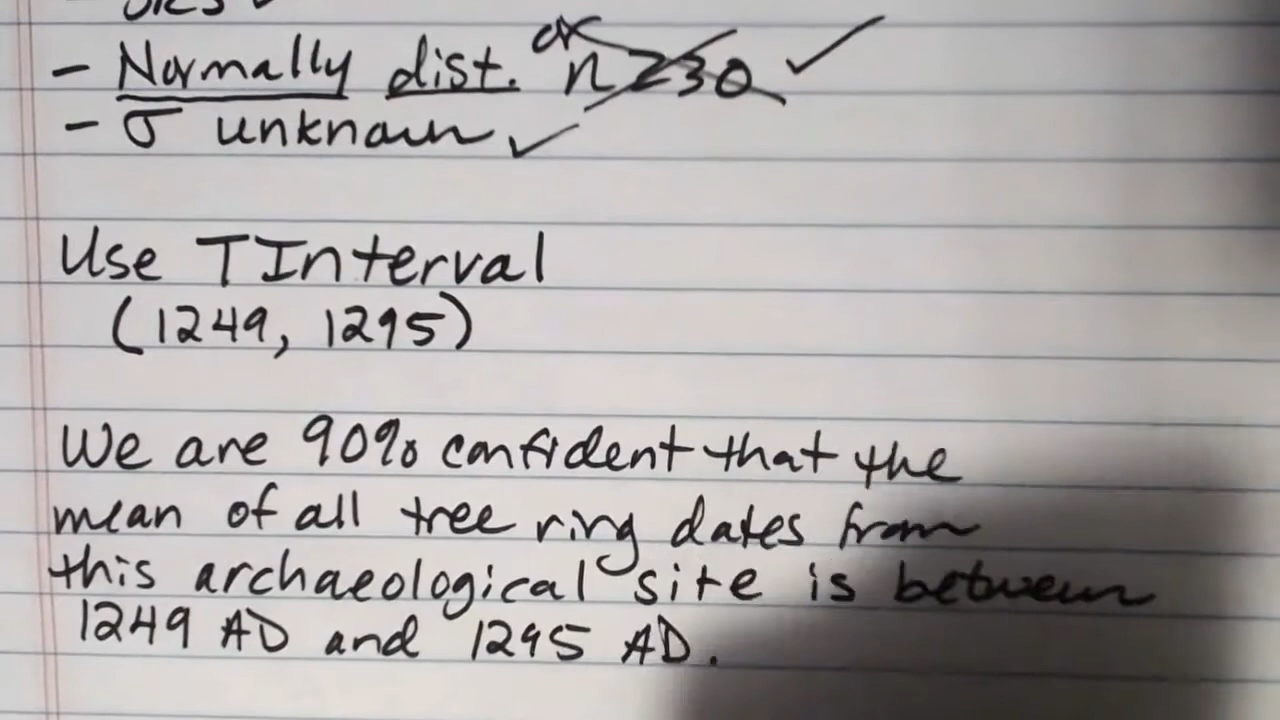 - Normally dist. or n≥30 ✓
- σ unknown ✓
Use TInterval
(1249, 1295)
We are 90% confident that the
mean of all tree ring dates from
this archaeological site is between
1249 AD and 1295 AD.